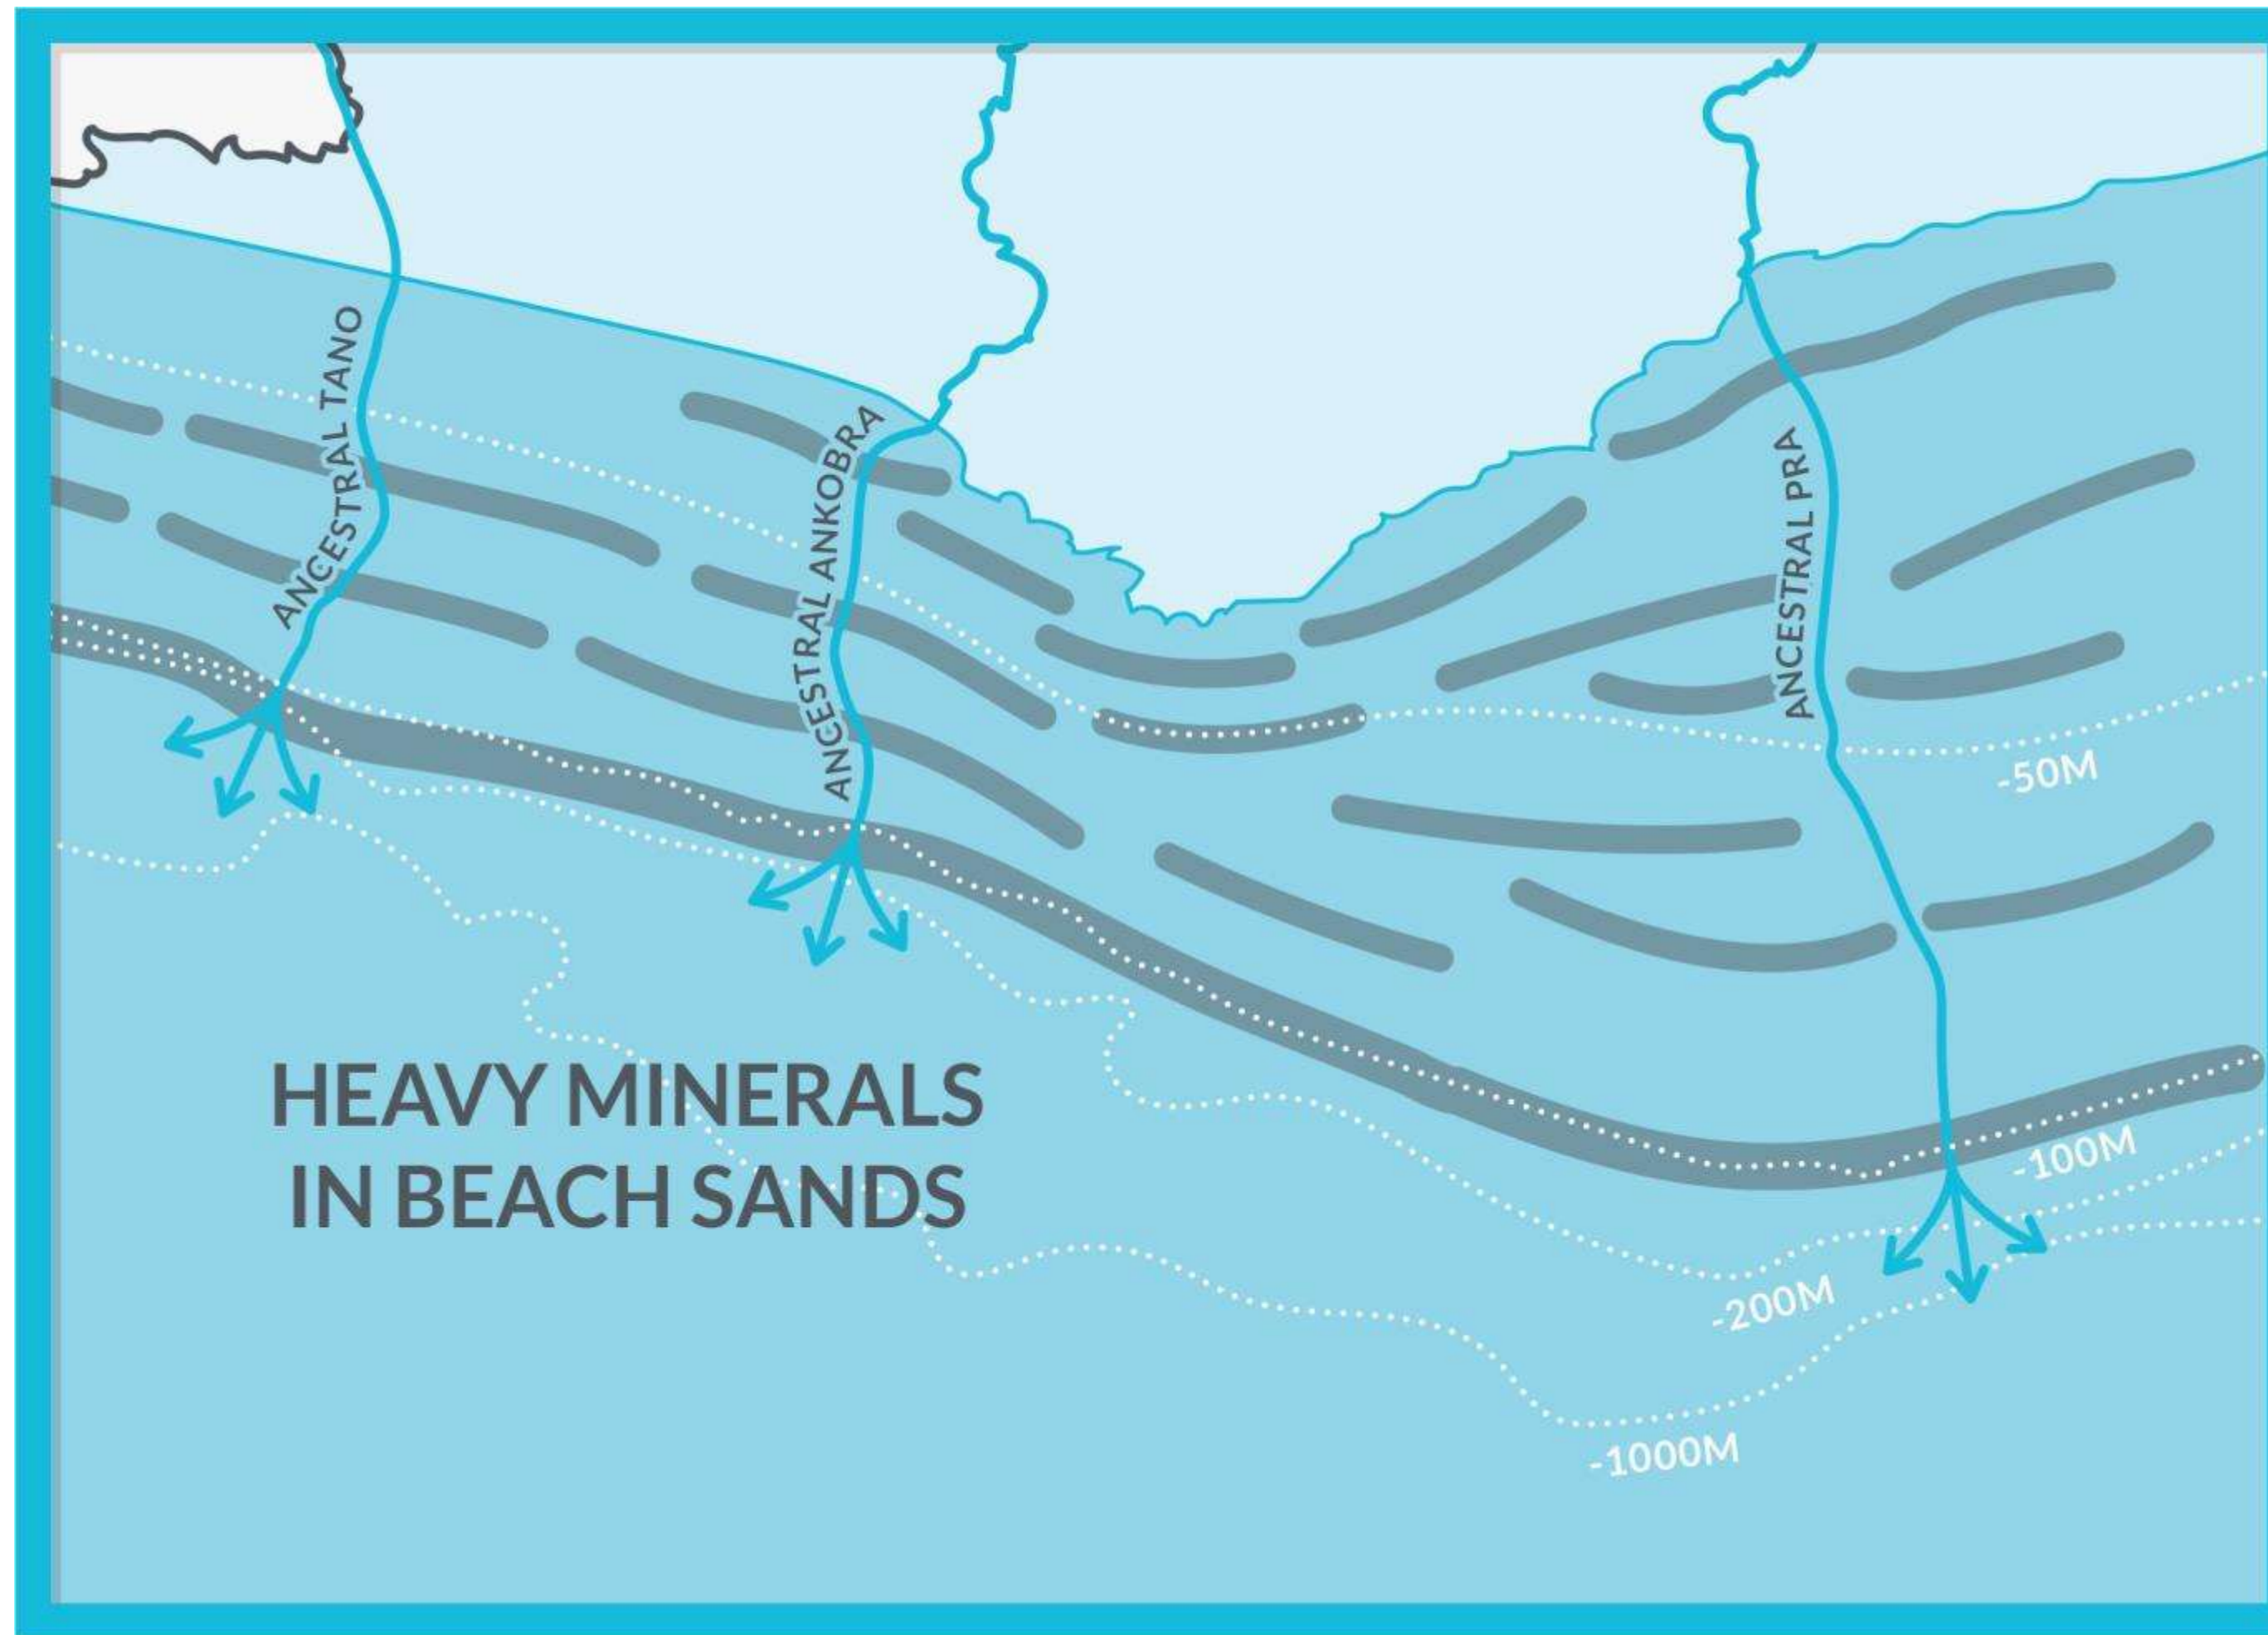 ANCESTRAL TANO
ANCESTRAL ANKOBRA
ANCESTRAL PRA
-50M
HEAVY MINERALS
IN BEACH SANDS
-100M
-200M
-1000M